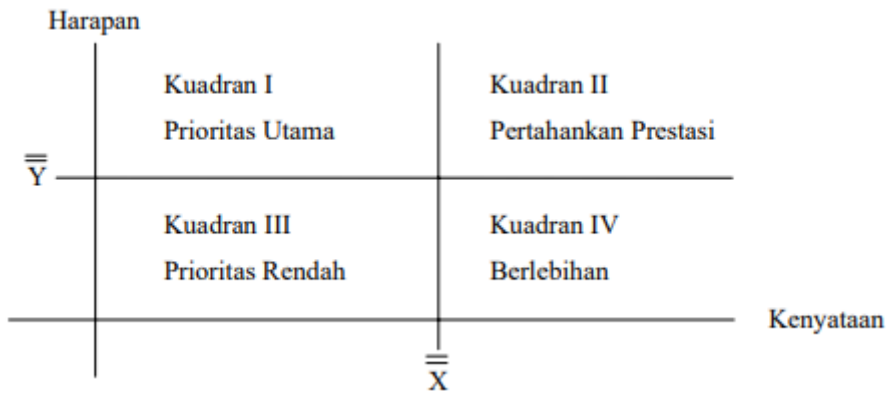 Harapan
Kuadran I
Prioritas Utama
Kuadran II
Pertahankan Prestasi
Y
Kuadran III
Prioritas Rendah
Kuadran IV
Berlebihan
Kenyataan
X